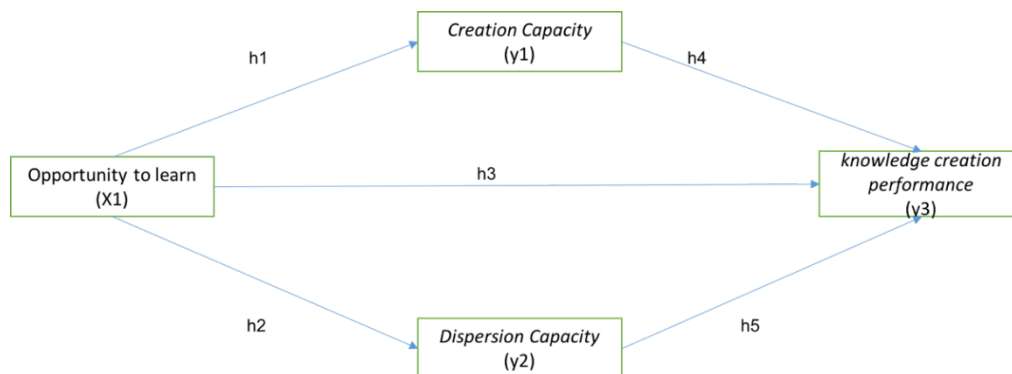 Creation Capacity
(y1)
h1
h4
Opportunity to learn
(X1)
h3
knowledge creation
performance
(y3)
h2
h5
Dispersion Capacity
(y2)